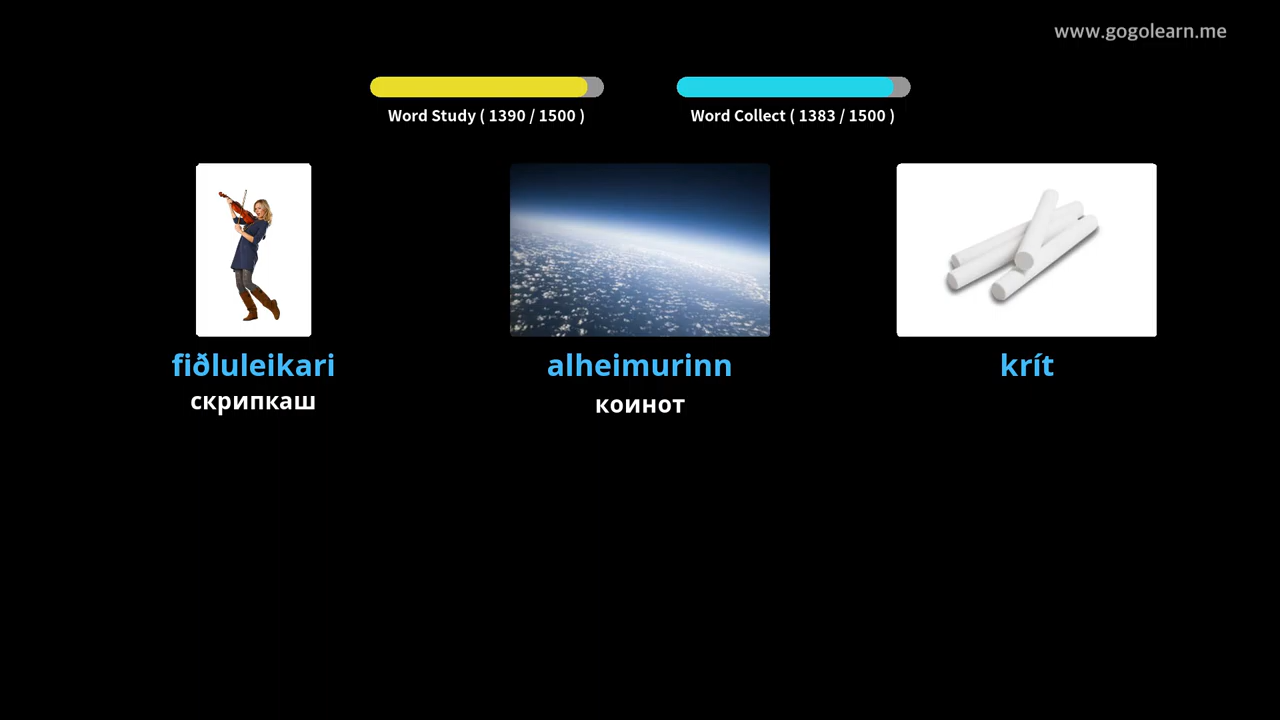 www.gogolearn.me
Word Study ( 1390 / 1500 )
Word Collect ( 1383 / 1500 )
fiðluleikari
скрипкаш
alheimurinn
коинот
krít